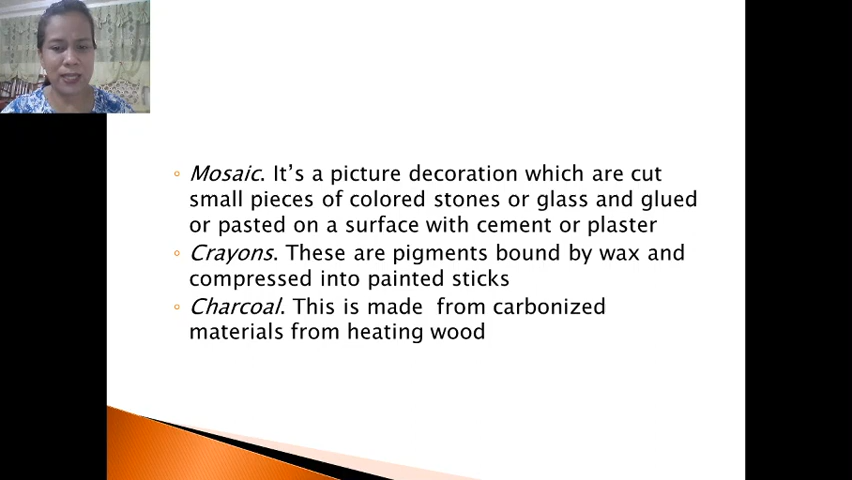 Mosaic. It's a picture decoration which are cut
small pieces of colored stones or glass and glued
or pasted on a surface with cement or plaster
Crayons. These are pigments bound by wax and
compressed into painted sticks
Charcoal. This is made from carbonized
materials from heating wood